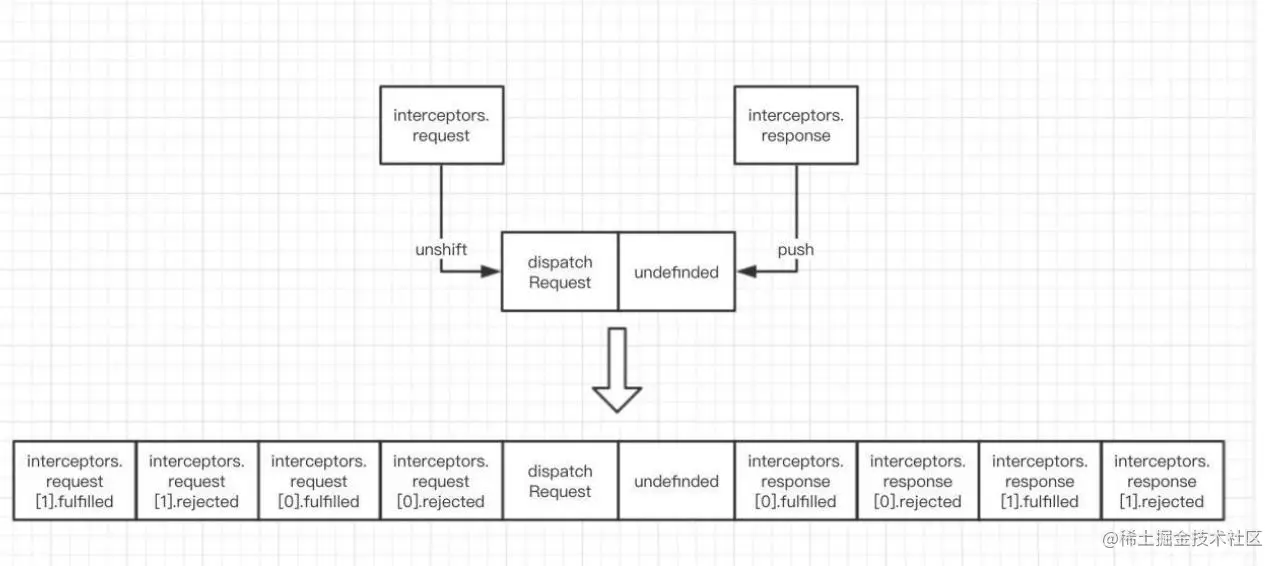 interceptors.
request
interceptors.
response
unshift
push
dispatch
Request
undefinded
interceptors.
request
[1].fulfilled
interceptors.
request
[1].rejected
interceptors.
request
[0].fulfilled
interceptors.
request
[0].rejected
dispatch
Request
undefinded
interceptors.
response
[0].fulfilled
interceptors.
response
[0].rejected
interceptors.
response
[1].fulfilled
interceptors.
response
[1].rejected
@稀土掘金技术社区